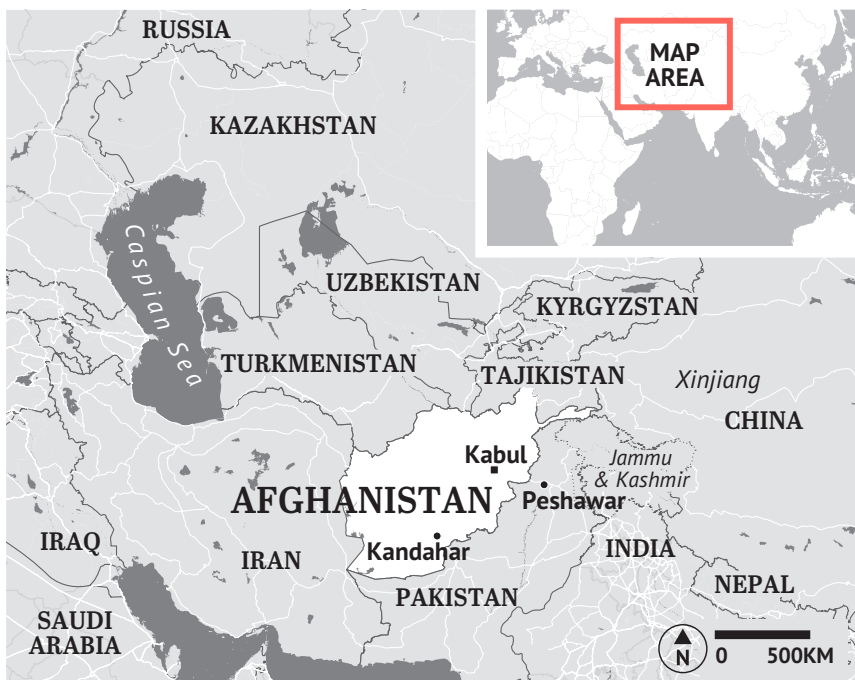 RUSSIA
MAP
AREA
KAZAKHSTAN
Caspian Sea
UZBEKISTAN
KYRGYZSTAN
TURKMENISTAN
TAJIKISTAN
Xinjiang
CHINA
Kabul
Jammu
& Kashmir
AFGHANISTAN
Peshawar
Kandahar
IRAQ
IRAN
INDIA
PAKISTAN
NEPAL
SAUDI
ARABIA
N
0 500KM